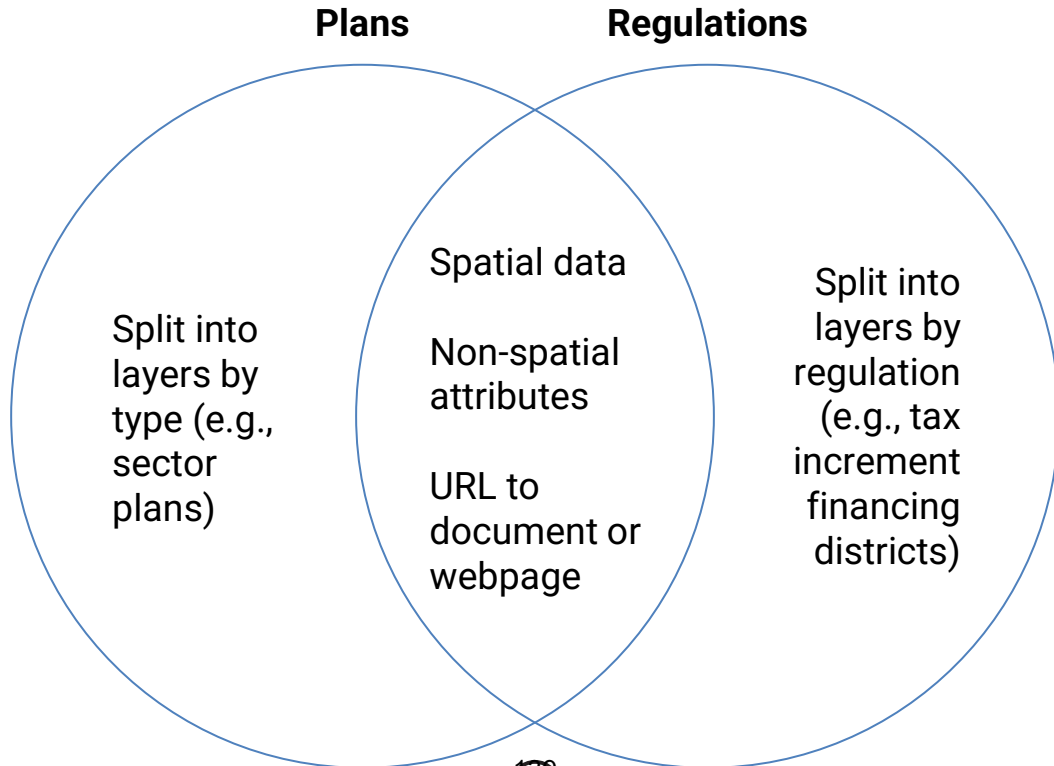 Plans
Regulations
Split into
layers by
type (e.g.,
sector
plans)
Spatial data
Non-spatial
attributes
URL to
document or
webpage
Split into
layers by
regulation
(e.g., tax
increment
financing
districts)